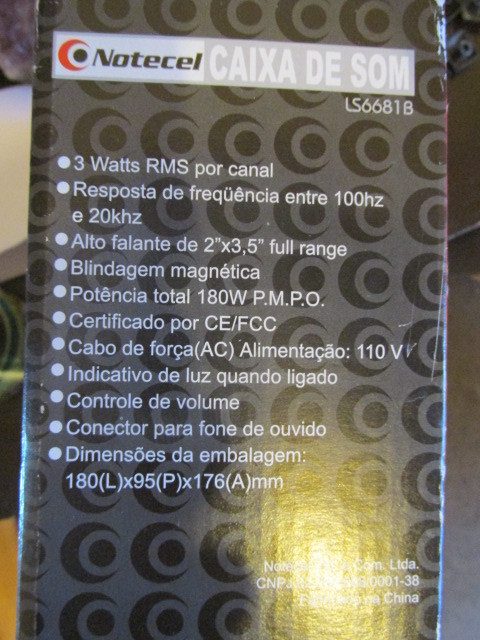 Notecel CAIXA DE SOM
LS6681B
● 3 Watts RMS por canal
● Resposta de freqüência entre 100hz
e 20khz
● Alto falante de 2"x3,5" full range
● Blindagem magnética
● Potência total 180W P.M.P.O.
● Certificado por CE/FCC
● Cabo de força(AC) Alimentação: 110 V
● Indicativo de luz quando ligado
● Controle de volume
● Conector para fone de ouvido
● Dimensões da embalagem:
180(L)x95(P)x176(A)mm
Com. Ltda.
/0001-38
na China